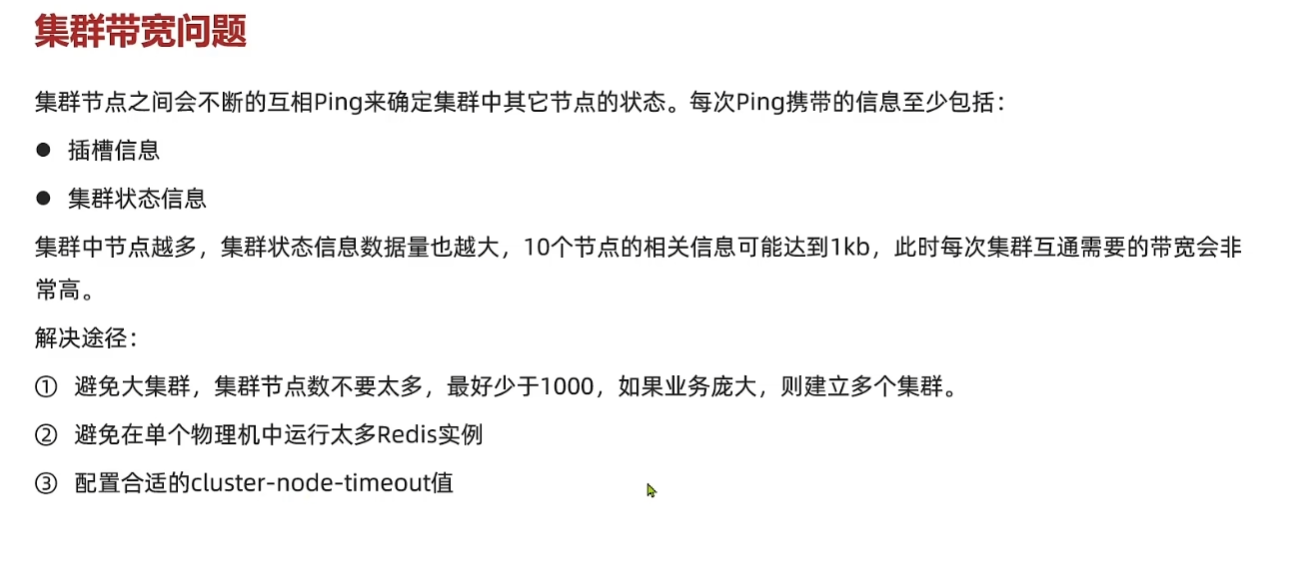 集群带宽问题
集群节点之间会不断的互相Ping来确定集群中其它节点的状态。每次Ping携带的信息至少包括：
● 插槽信息
● 集群状态信息
集群中节点越多，集群状态信息数据量也越大，10个节点的相关信息可能达到1kb，此时每次集群互通需要的带宽会非
常高。
解决途径：
① 避免大集群，集群节点数不要太多，最好少于1000，如果业务庞大，则建立多个集群。
② 避免在单个物理机中运行太多Redis实例
③ 配置合适的cluster-node-timeout值